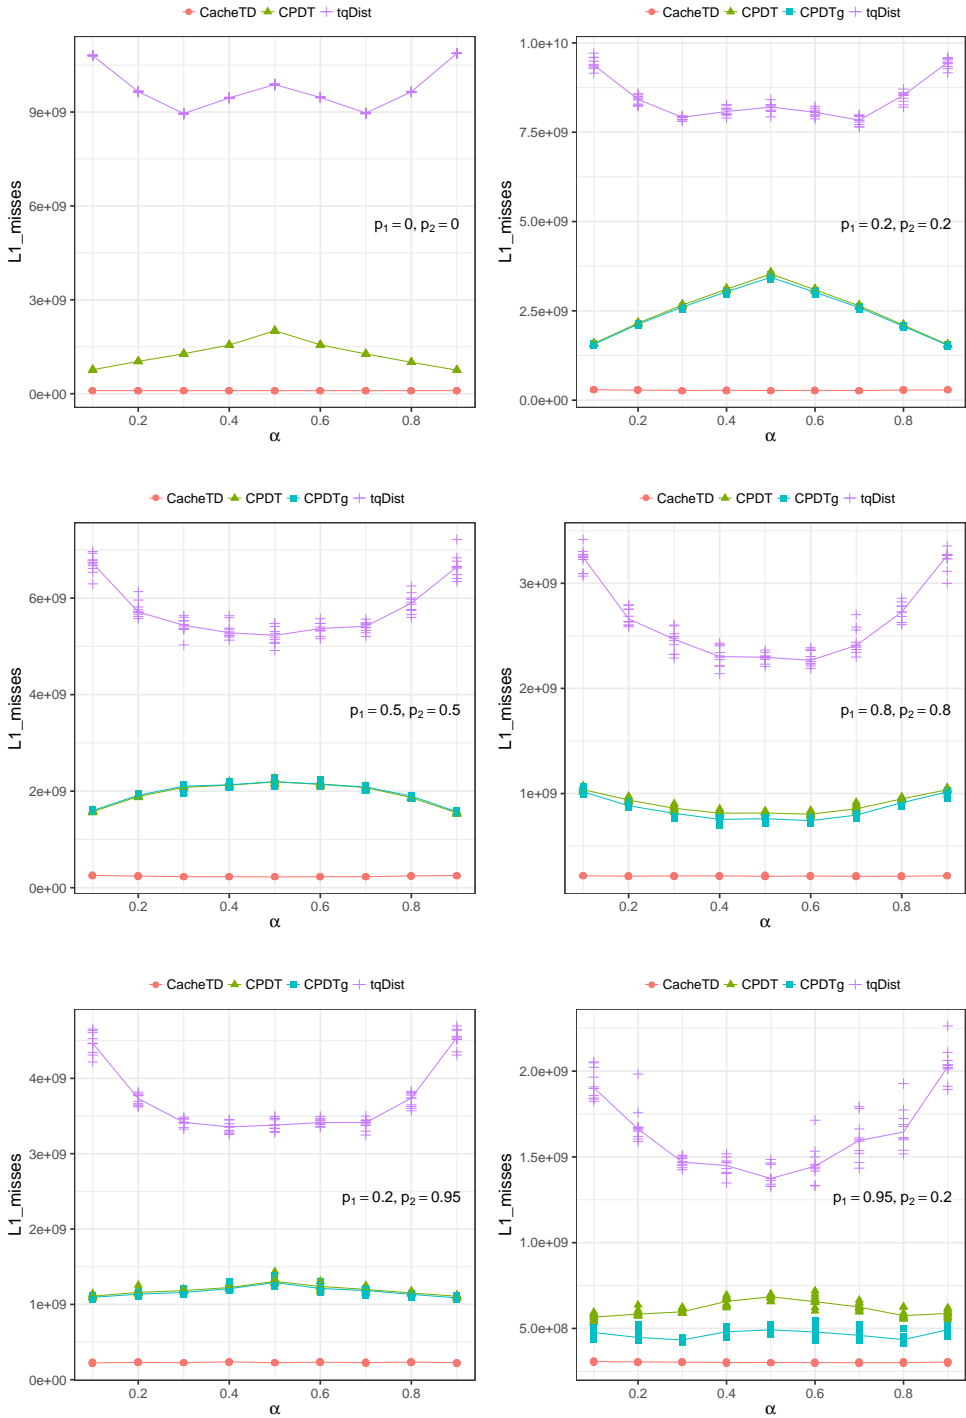 CacheTD CPDT tqDist
L1_misses
9e+09
6e+09
3e+09
0e+00
p1 = 0, p2 = 0
0.2 0.4 0.6 0.8
α
CacheTD CPDT CPDTg tqDist
L1_misses
1.0e+10
7.5e+09
5.0e+09
2.5e+09
0.0e+00
p1 = 0.2, p2 = 0.2
0.2 0.4 0.6 0.8
α
CacheTD CPDT CPDTg tqDist
L1_misses
6e+09
4e+09
2e+09
0e+00
p1 = 0.5, p2 = 0.5
0.2 0.4 0.6 0.8
α
CacheTD CPDT CPDTg tqDist
L1_misses
3e+09
2e+09
1e+09
p1 = 0.8, p2 = 0.8
0.2 0.4 0.6 0.8
α
CacheTD CPDT CPDTg tqDist
L1_misses
4e+09
3e+09
2e+09
1e+09
0e+00
p1 = 0.2, p2 = 0.95
0.2 0.4 0.6 0.8
α
CacheTD CPDT CPDTg tqDist
L1_misses
2.0e+09
1.5e+09
1.0e+09
5.0e+08
p1 = 0.95, p2 = 0.2
0.2 0.4 0.6 0.8
α